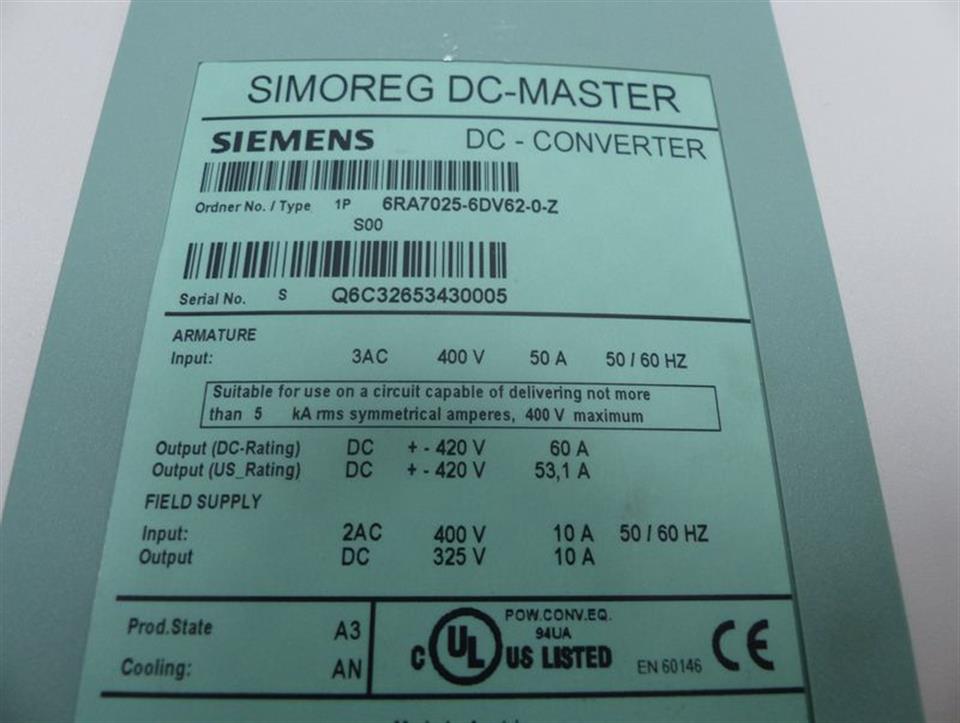 SIMOREG DC-MASTER
SIEMENS DC - CONVERTER
Ordner No. / Type 1P 6RA7025-6DV62-0-Z
S00
Serial No. S Q6C32653430005
ARMATURE
Input: 3AC 400 V 50 A 50 / 60 HZ
Suitable for use on a circuit capable of delivering not more
than 5 kA rms symmetrical amperes, 400 V maximum
Output (DC-Rating) DC + - 420 V 60 A
Output (US_Rating) DC + - 420 V 53,1 A
FIELD SUPPLY
Input: 2AC 400 V 10 A 50 / 60 HZ
Output DC 325 V 10 A
Prod.State A3
Cooling: AN
POW.CONV.EQ.
94UA
C UL US LISTED
EN 60146 CE